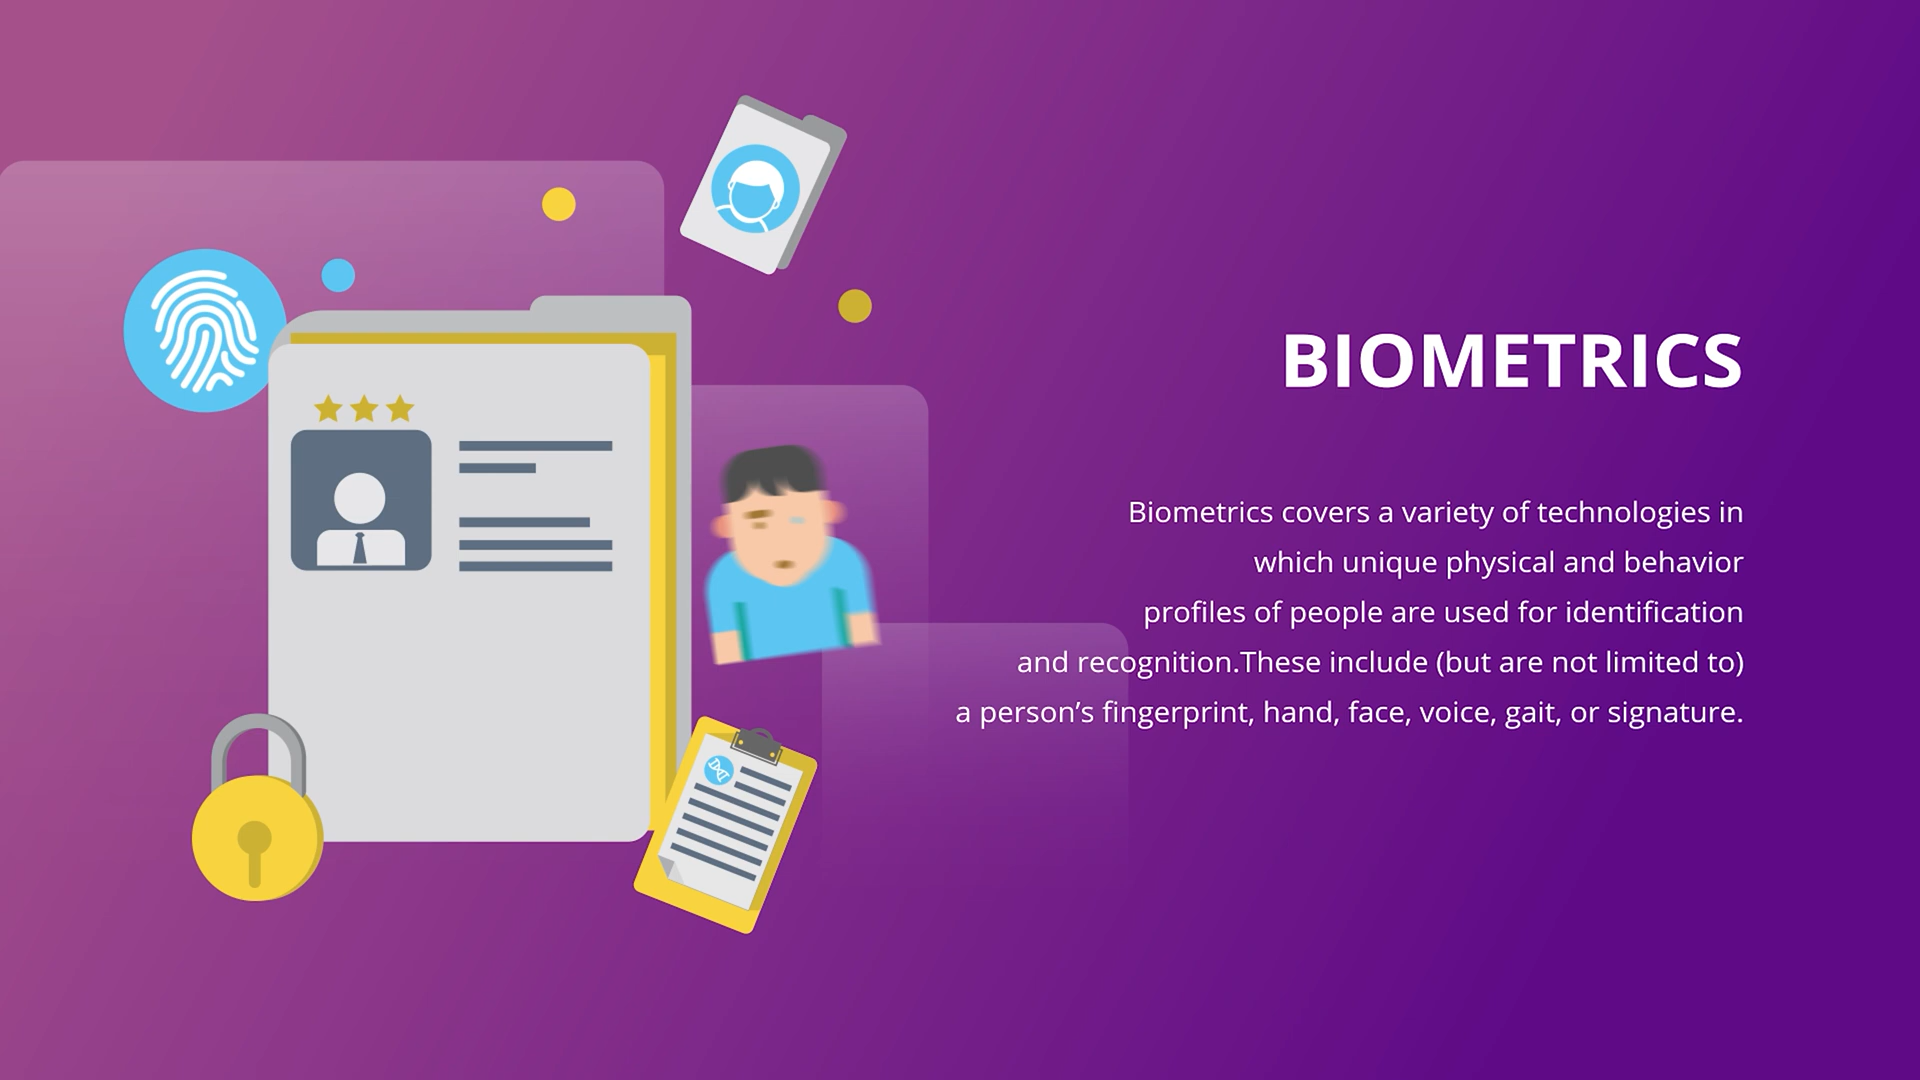 BIOMETRICS
Biometrics covers a variety of technologies in
which unique physical and behavior
profiles of people are used for identification
and recognition.These include (but are not limited to)
a person’s fingerprint, hand, face, voice, gait, or signature.